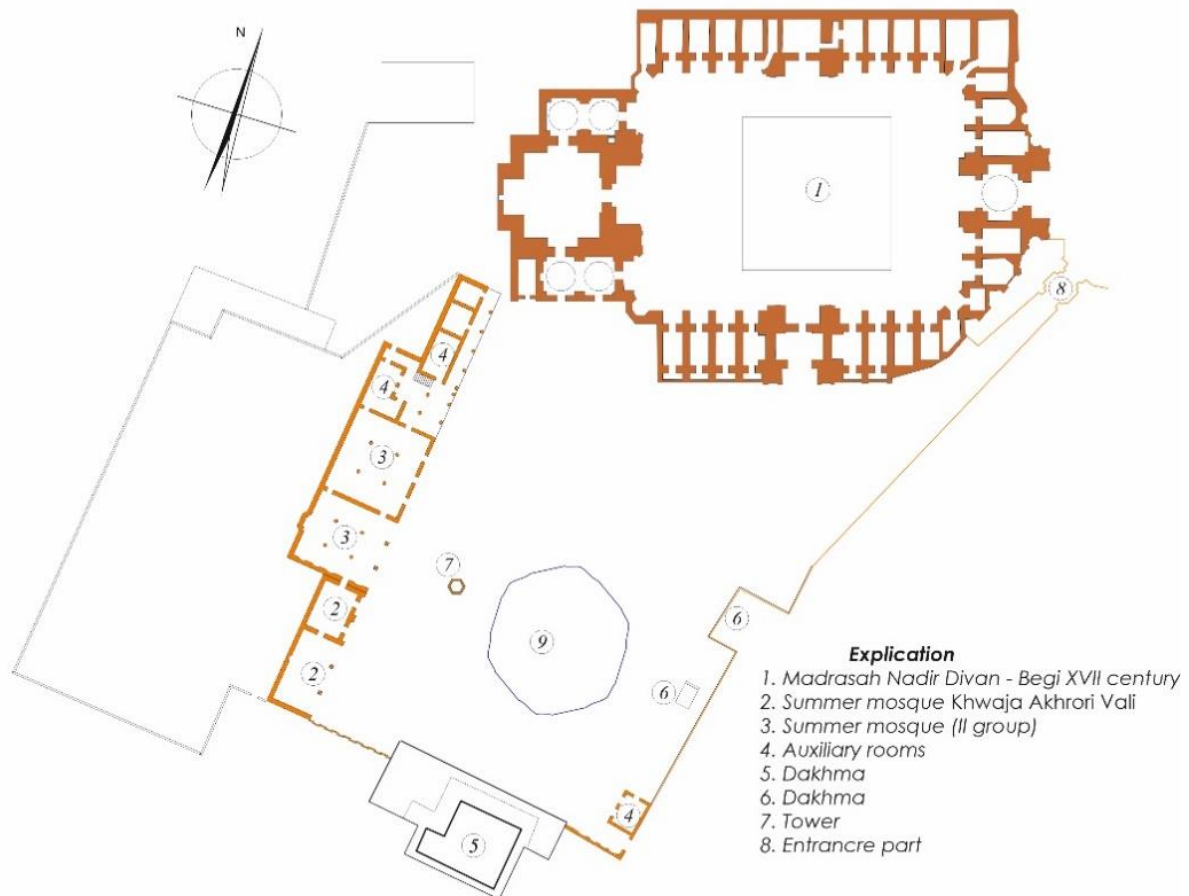 N
1
8
4
4
3
3
7
2
9
6
2
6
4
5
Explication
1. Madrasah Nadir Divan - Begi XVII century
2. Summer mosque Khwaja Akhrori Vali
3. Summer mosque (II group)
4. Auxiliary rooms
5. Dakhma
6. Dakhma
7. Tower
8. Entrancre part